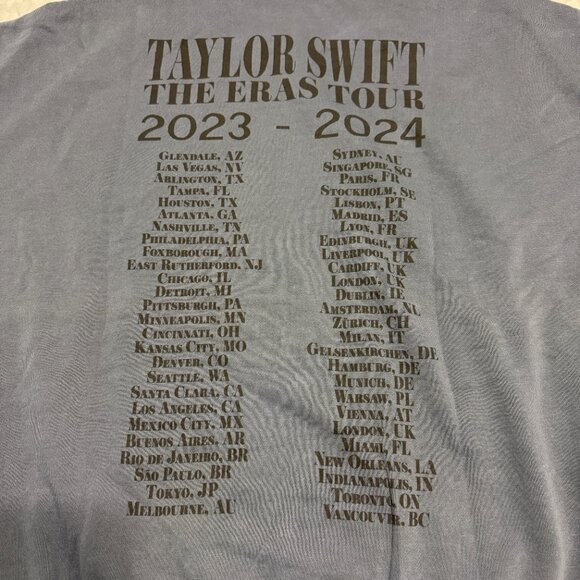 TAYLOR SWIFT
THE ERAS TOUR
2023 - 2024
GLENDALE, AZ
LAS VEGAS, NV
ARLINGTON, TX
TAMPA, FL
HOUSTON, TX
ATLANTA, GA
NASHVILLE, TX
PHILADELPHIA, PA
FOXBOROUGH, MA
EAST RUTHERFORD, NJ
CHICAGO, IL
DETROIT, MI
PITTSBURGH, PA
MINNEAPOLIS, MN
CINCINNATI, OH
KANSAS CITY, MO
DENVER, CO
SEATTLE, WA
SANTA CLARA, CA
LOS ANGELES, CA
MEXICO CITY, MX
BUENOS AIRES, AR
RIO DE JANEIRO, BR
SÃO PAULO, BR
TOKYO, JP
MELBOURNE, AU
SYDNEY, AU
SINGAPORE, SG
PARIS, FR
STOCKHOLM, SE
LISBON, PT
MADRID, ES
LYON, FR
EDINBURGH, UK
LIVERPOOL, UK
CARDIFF, UK
LONDON, UK
DUBLIN, IE
AMSTERDAM, NL
ZÜRICH, CH
MILAN, IT
GELSENKIRCHEN, DE
HAMBURG, DE
MUNICH, DE
WARSAW, PL
VIENNA, AT
LONDON, UK
MIAMI, FL
NEW ORLEANS, LA
INDIANAPOLIS, IN
TORONTO, ON
VANCOUVER, BC